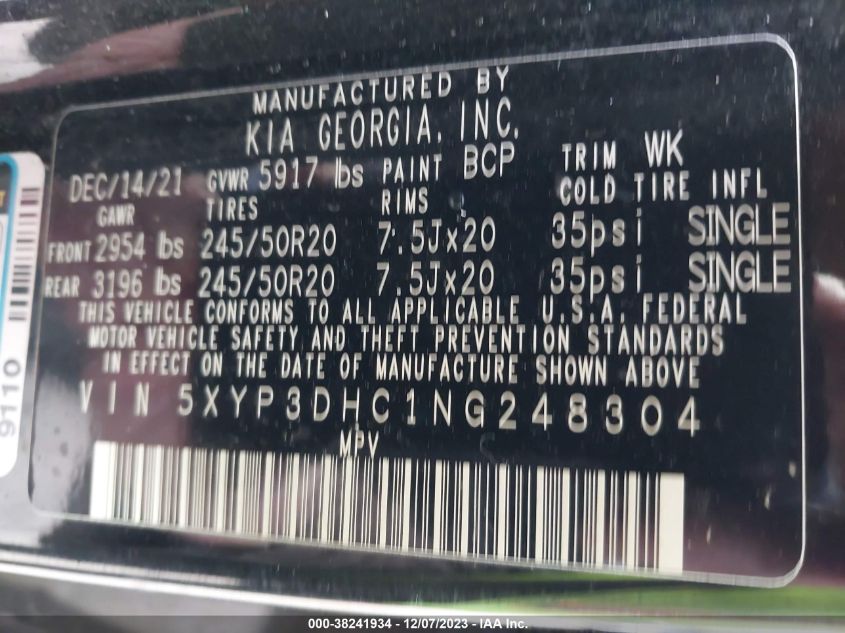 MANUFACTURED BY
KIA GEORGIA, INC.
DEC/14/21 GVWR 5917 lbs PAINT BCP TRIM WK
GAWR TIRES RIMS COLD TIRE INFL
FRONT 2954 lbs 245/50R20 7.5Jx20 35psi SINGLE
REAR 3196 lbs 245/50R20 7.5Jx20 35psi SINGLE
THIS VEHICLE CONFORMS TO ALL APPLICABLE U.S.A. FEDERAL
MOTOR VEHICLE SAFETY AND THEFT PREVENTION STANDARDS
IN EFFECT ON THE DATE OF MANUFACTURE SHOWN ABOVE
VIN 5XYP3DHC1NG248304
MPV
9110
000-38241934 - 12/07/2023 - IAA Inc.